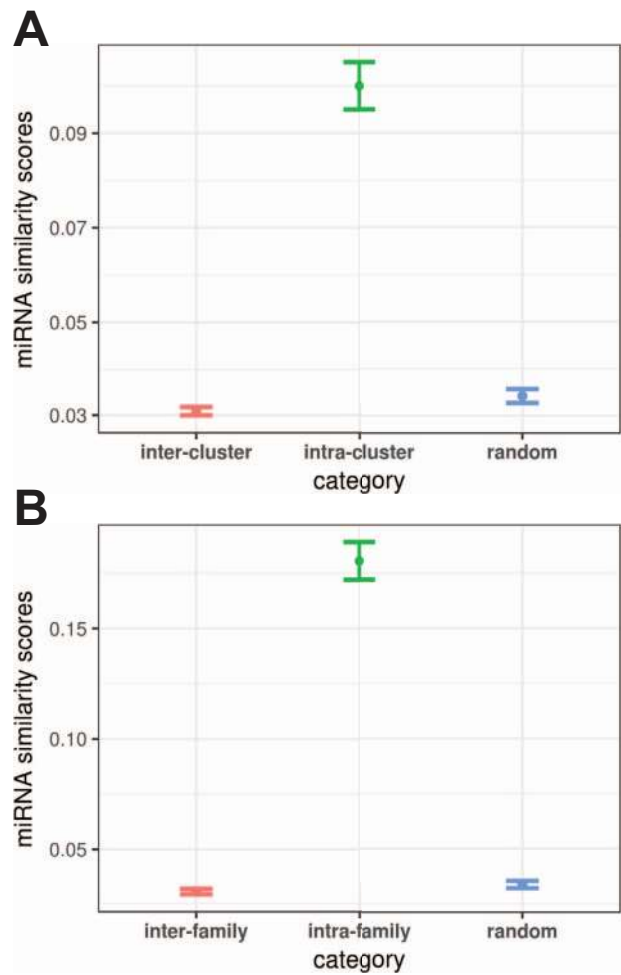 A
miRNA similarity scores
0.09
0.07
0.05
0.03
inter-cluster intra-cluster random
category
B
miRNA similarity scores
0.15
0.10
0.05
inter-family intra-family random
category